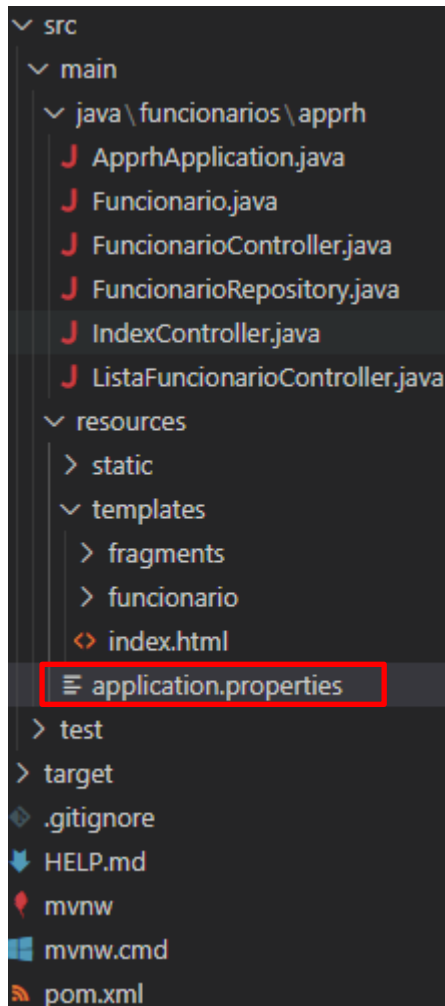 src
main
java\funcionarios\apprh
ApprhApplication.java
Funcionario.java
FuncionarioController.java
FuncionarioRepository.java
IndexController.java
ListaFuncionarioController.java
resources
static
templates
fragments
funcionario
index.html
application.properties
test
target
.gitignore
HELP.md
mvnw
mvnw.cmd
pom.xml